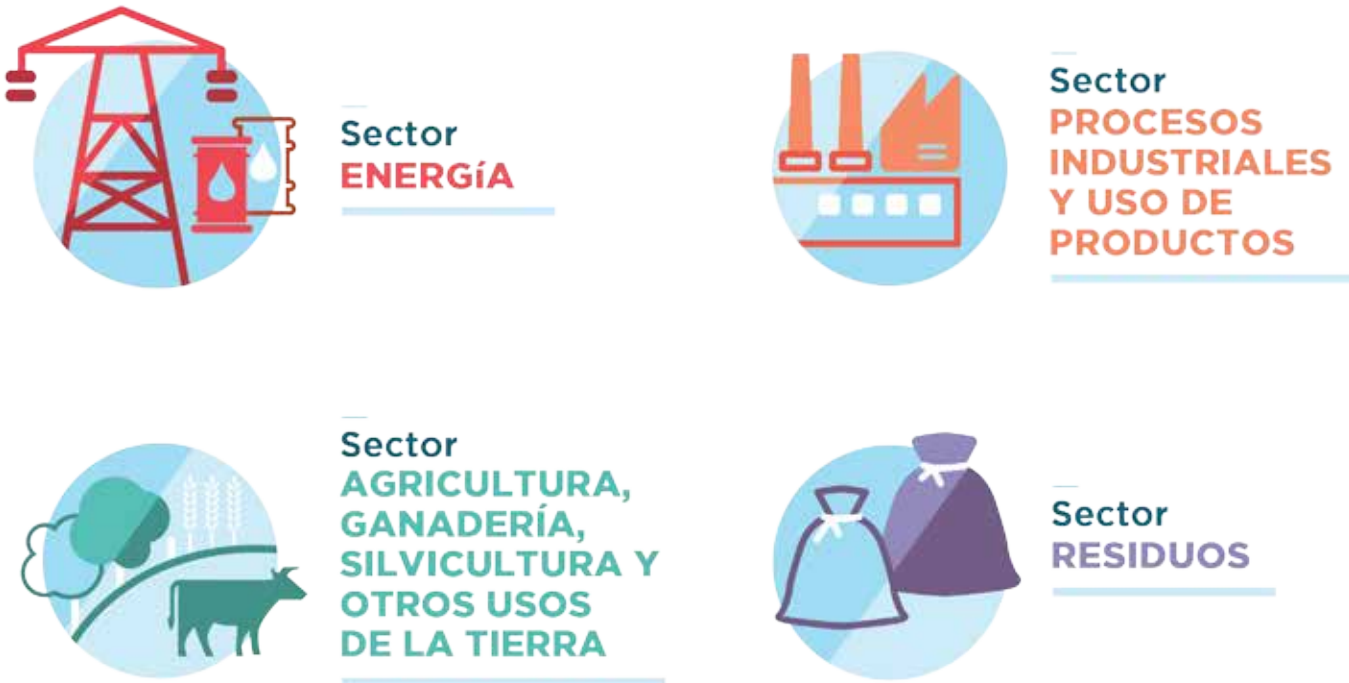 Sector
ENERGíA
Sector
PROCESOS
INDUSTRIALES
Y USO DE
PRODUCTOS
Sector
AGRICULTURA,
GANADERÍA,
SILVICULTURA Y
OTROS USOS
DE LA TIERRA
Sector
RESIDUOS